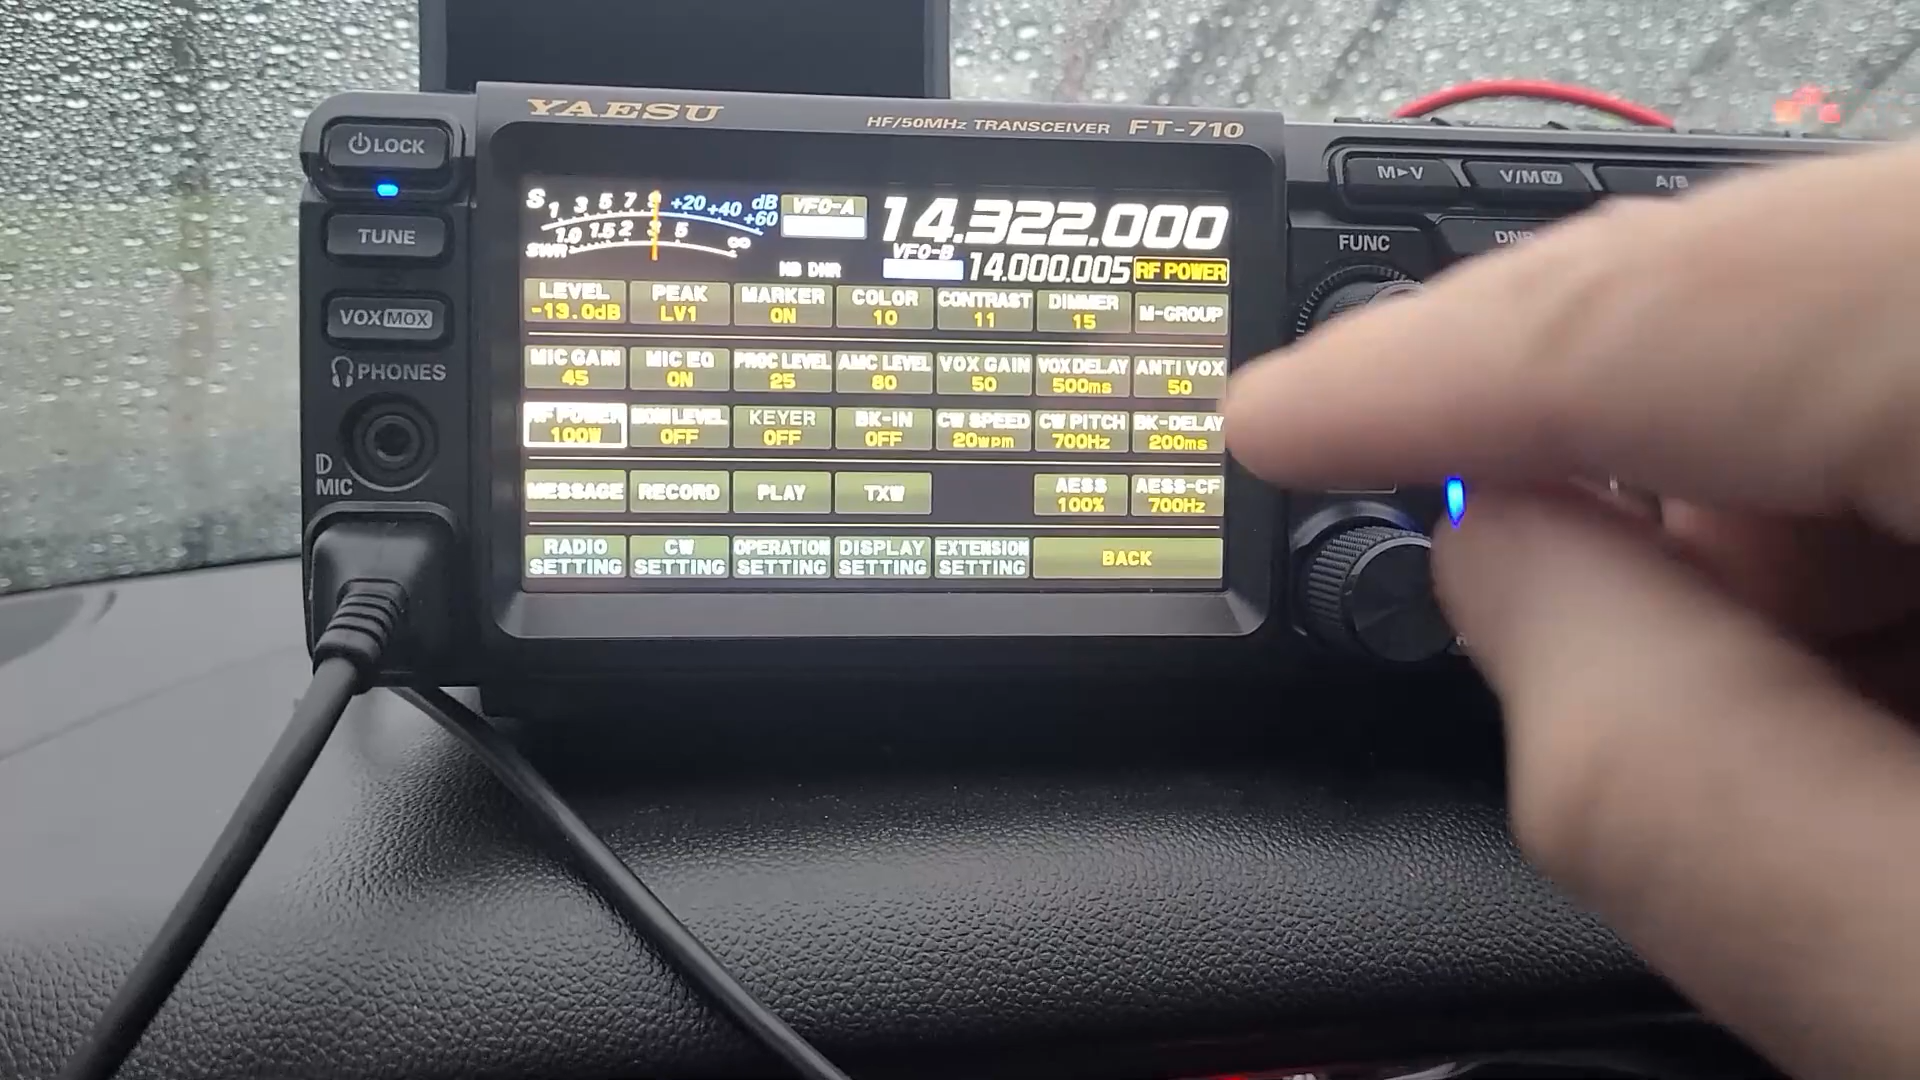 YAESU
HF/50MHz TRANSCEIVER FT-710
LOCK
TUNE
VOX MOX
PHONES
MIC
S 1 3 5 7 9 +20 +40 +60 dB
SWR 1.0 1.5 2 3 5 ∞
VFO-A 14.322.000
VFO-B 14.000.005 RF POWER
NB DNR
LEVEL PEAK MARKER COLOR CONTRAST DIMMER M-GROUP
-13.0dB LV1 ON 10 11 15
MIC GAIN MIC EQ PROC LEVEL AMC LEVEL VOX GAIN VOX DELAY ANTI VOX
45 ON 25 80 50 500ms 50
RF POWER MONI LEVEL KEYER BK-IN CW SPEED CW PITCH BK-DELAY
100W OFF OFF OFF 20wpm 700Hz 200ms
MESSAGE RECORD PLAY TXW AESS AESS-CF
100% 700Hz
RADIO CW OPERATION DISPLAY EXTENSION BACK
SETTING SETTING SETTING SETTING SETTING
M►V V/M W A/B
FUNC